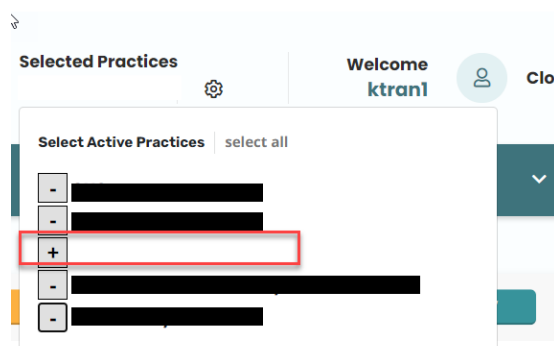 Selected Practices
Welcome
ktran1
Clo
Select Active Practices select all
-
-
+
-
-